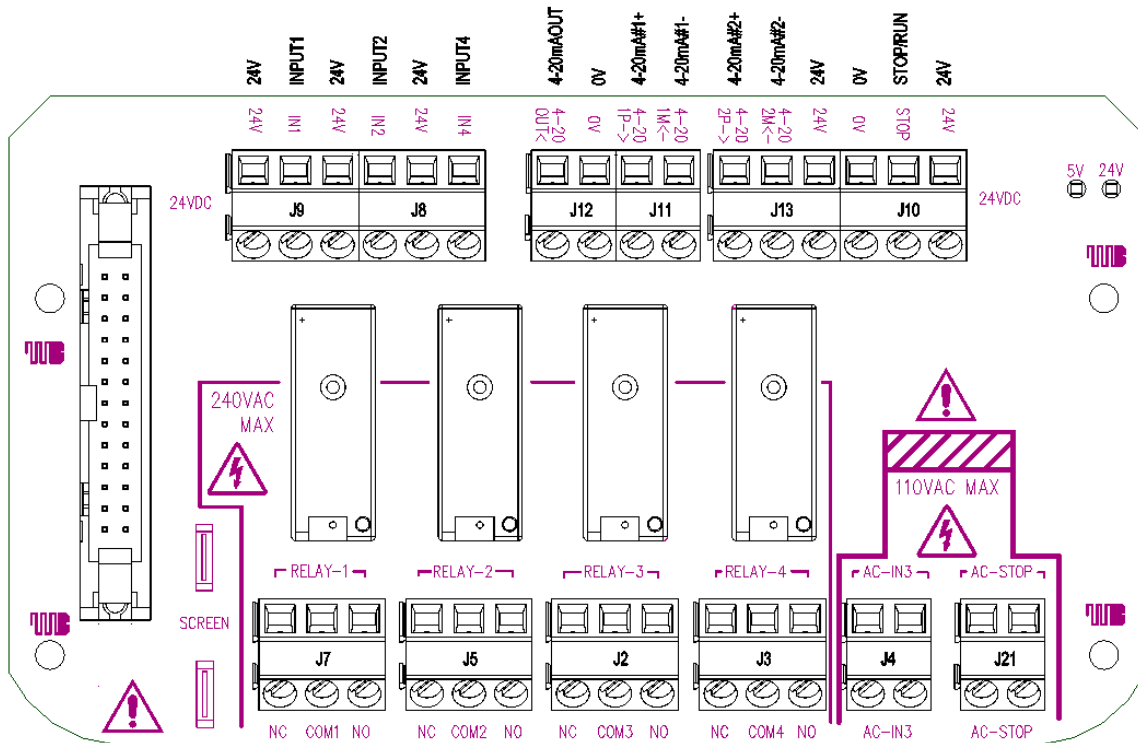 24V INPUT1 24V INPUT2 24V INPUT4 4-20mAOUT 0V 4-20mA#1+ 4-20mA#1- 4-20mA#2+ 4-20mA#2- 24V 0V STOP/RUN 24V
24V IN1 24V IN2 24V IN4 4-20 OUT< 0V 4-20 1P-> 4-20 1M<- 4-20 2P-> 4-20 2M<- 24V 0V STOP 24V
5V 24V
24VDC J9 J8 J12 J11 J13 J10 24VDC
240VAC
MAX
110VAC MAX
RELAY-1 RELAY-2 RELAY-3 RELAY-4 AC-IN3 AC-STOP
SCREEN
J7 J5 J2 J3 J4 J21
NC COM1 NO NC COM2 NO NC COM3 NO NC COM4 NO AC-IN3 AC-STOP